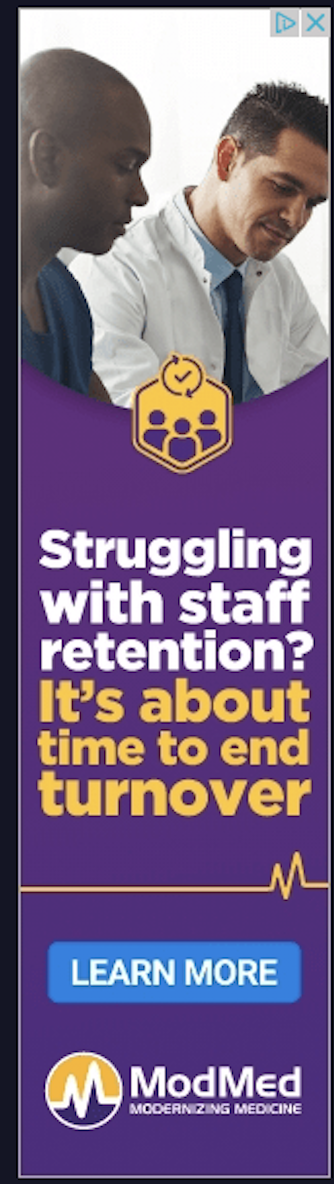 Struggling
with staff
retention?
It's about
time to end
turnover
LEARN MORE
ModMed
MODERNIZING MEDICINE